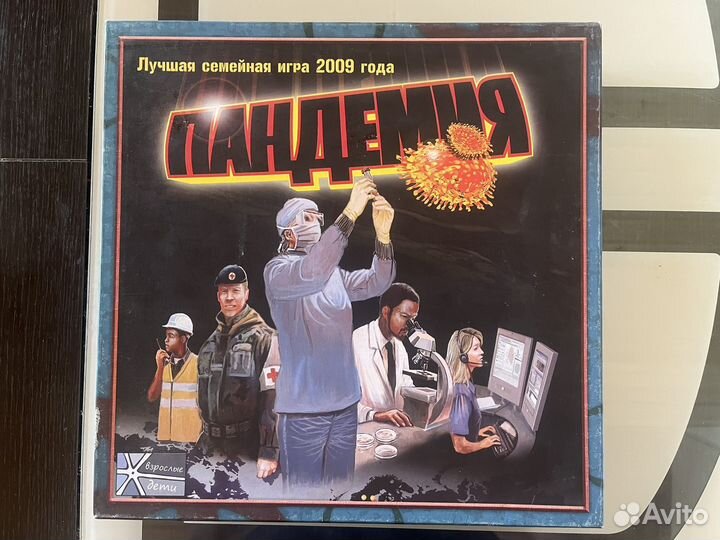 Лучшая семейная игра 2009 года
ПАНДЕМИЯ
взрослые
дети
Avito